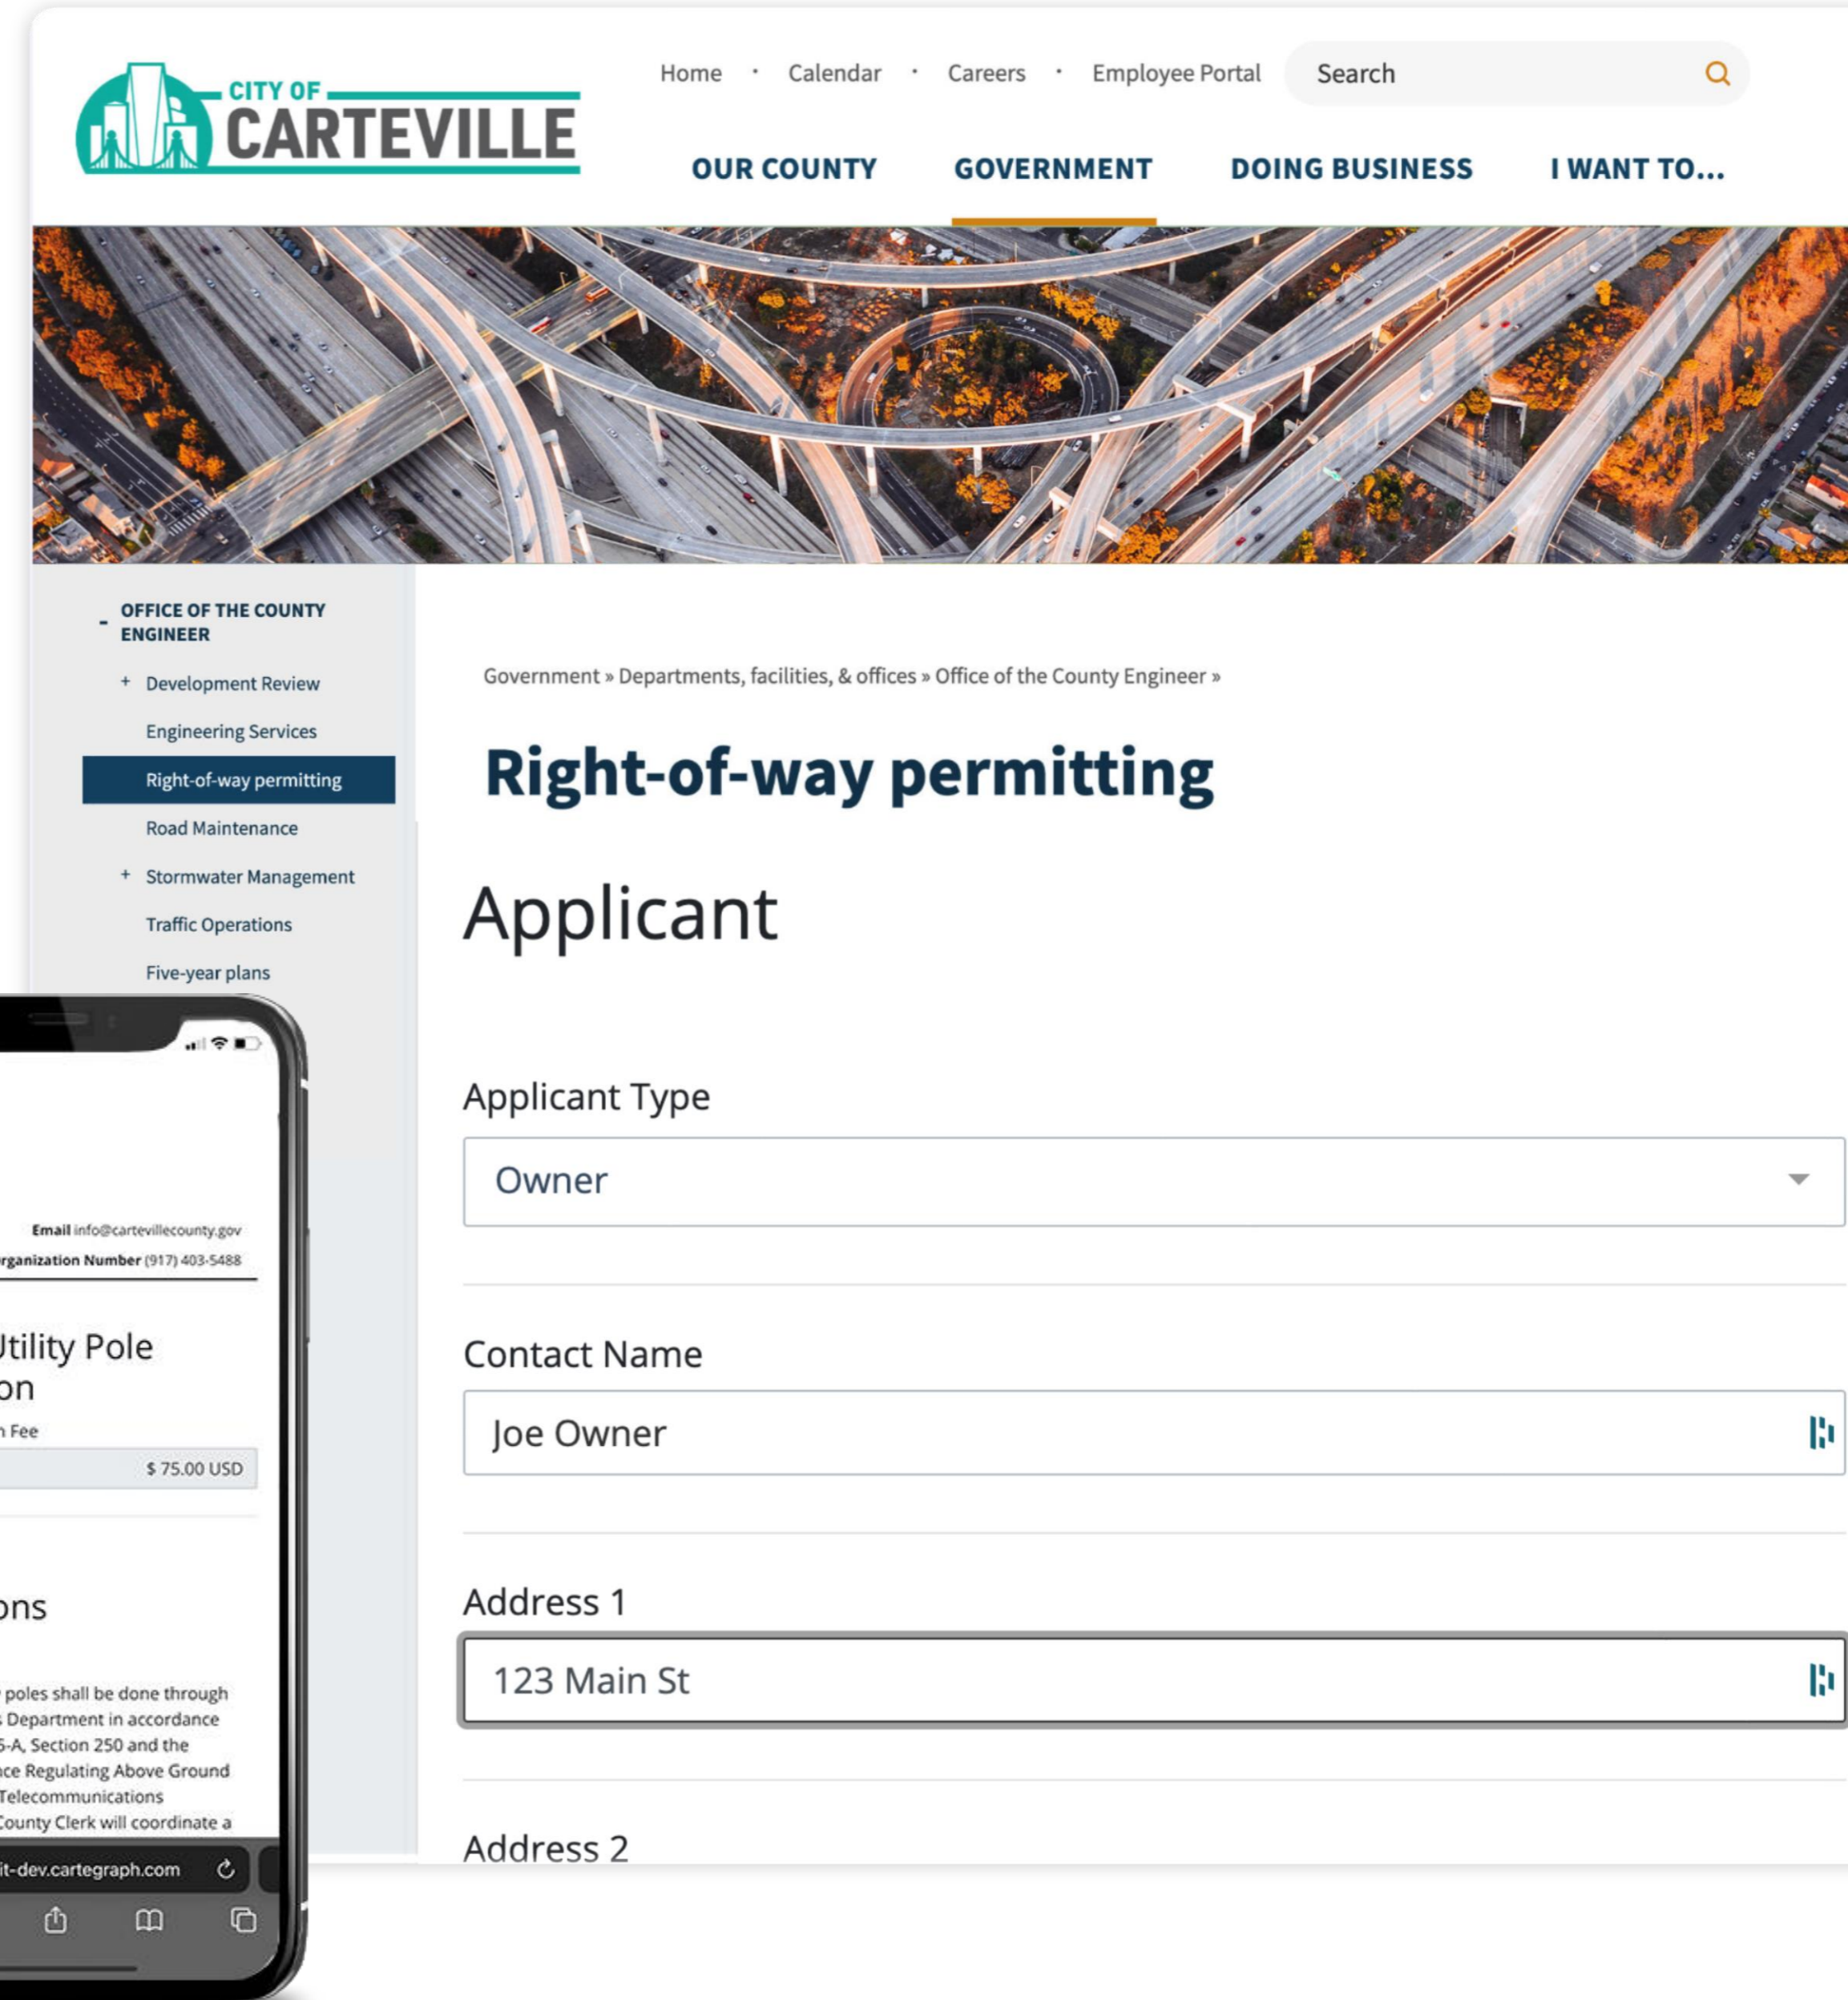 CITY OF
CARTEVILLE
Home · Calendar · Careers · Employee Portal
Search
OUR COUNTY
GOVERNMENT
DOING BUSINESS
I WANT TO...
- OFFICE OF THE COUNTY
ENGINEER
+ Development Review
Engineering Services
Right-of-way permitting
Road Maintenance
+ Stormwater Management
Traffic Operations
Five-year plans
Government » Departments, facilities, & offices » Office of the County Engineer »
Right-of-way permitting
Applicant
Applicant Type
Owner
Contact Name
Joe Owner
Address 1
123 Main St
Address 2
Email info@cartevillecounty.gov
rganization Number (917) 403-5488
Utility Pole
on
n Fee
$ 75.00 USD
ons
poles shall be done through
s Department in accordance
5-A, Section 250 and the
nce Regulating Above Ground
Telecommunications
County Clerk will coordinate a
it-dev.cartegraph.com